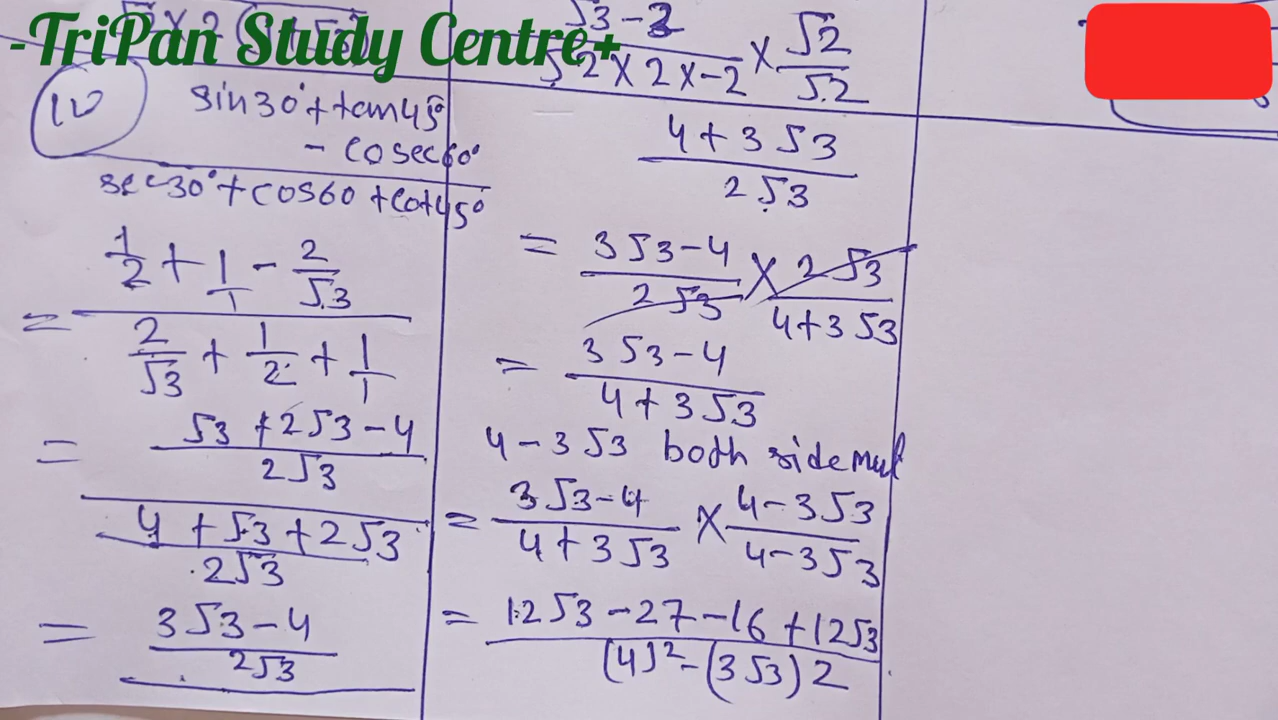 -TriPan Study Centre+
iv) sin30° + tan45°
- cosec60°
sec30° + cos60 + cot45°
= 1/2 + 1/1 - 2/√3
2/√3 + 1/2 + 1/1
= √3 + 2√3 - 4
2√3
4 + √3 + 2√3
2√3
= 3√3 - 4
2√3
√3 - 2
√2 × 2 × -2 × √2/√2
4 + 3√3
2√3
= 3√3 - 4 / 2√3 × 2√3 / 4 + 3√3
= 3√3 - 4
4 + 3√3
4 - 3√3 both side mul
= 3√3 - 4 / 4 + 3√3 × 4 - 3√3 / 4 - 3√3
= 12√3 - 27 - 16 + 12√3
(4)² - (3√3)2